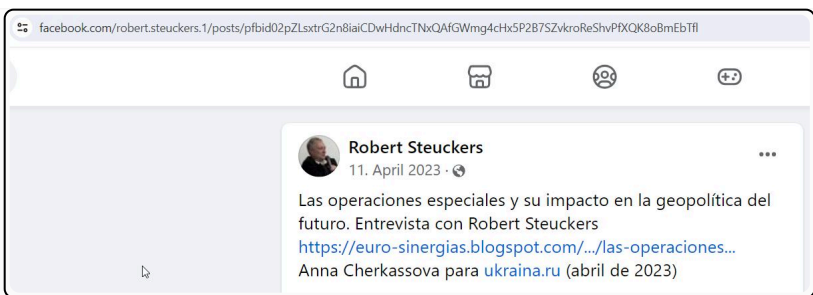 facebook.com/robert.steuckers.1/posts/pfbid02pZLsxtrG2n8iaiCDwHdncTNxQAfGWmg4cHx5P2B7SZvkroReShvPfXQK8oBmEbTfl
Robert Steuckers
11. April 2023 ·
Las operaciones especiales y su impacto en la geopolítica del
futuro. Entrevista con Robert Steuckers
https://euro-sinergias.blogspot.com/.../las-operaciones...
Anna Cherkassova para ukraina.ru (abril de 2023)